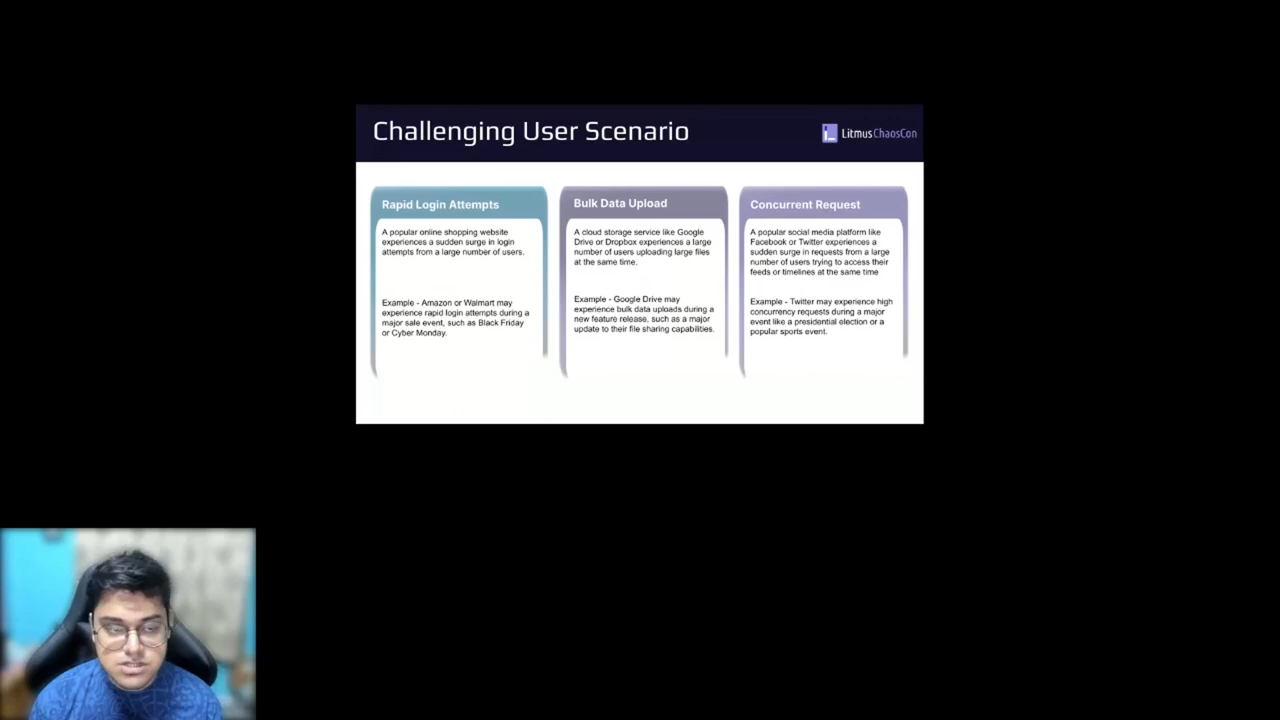 Challenging User Scenario
LitmusChaosCon
Rapid Login Attempts
A popular online shopping website
experiences a sudden surge in login
attempts from a large number of users.
Example - Amazon or Walmart may
experience rapid login attempts during a
major sale event, such as Black Friday
or Cyber Monday.
Bulk Data Upload
A cloud storage service like Google
Drive or Dropbox experiences a large
number of users uploading large files
at the same time.
Example - Google Drive may
experience bulk data uploads during a
new feature release, such as a major
update to their file sharing capabilities.
Concurrent Request
A popular social media platform like
Facebook or Twitter experiences a
sudden surge in requests from a large
number of users trying to access their
feeds or timelines at the same time
Example - Twitter may experience high
concurrency requests during a major
event like a presidential election or a
popular sports event.